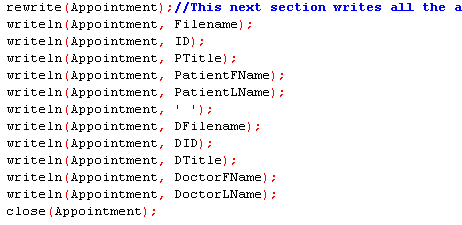 rewrite(Appointment);//This next section writes all the a
writeln(Appointment, Filename);
writeln(Appointment, ID);
writeln(Appointment, PTitle);
writeln(Appointment, PatientFName);
writeln(Appointment, PatientLName);
writeln(Appointment, ' ');
writeln(Appointment, DFilename);
writeln(Appointment, DID);
writeln(Appointment, DTitle);
writeln(Appointment, DoctorFName);
writeln(Appointment, DoctorLName);
close(Appointment);